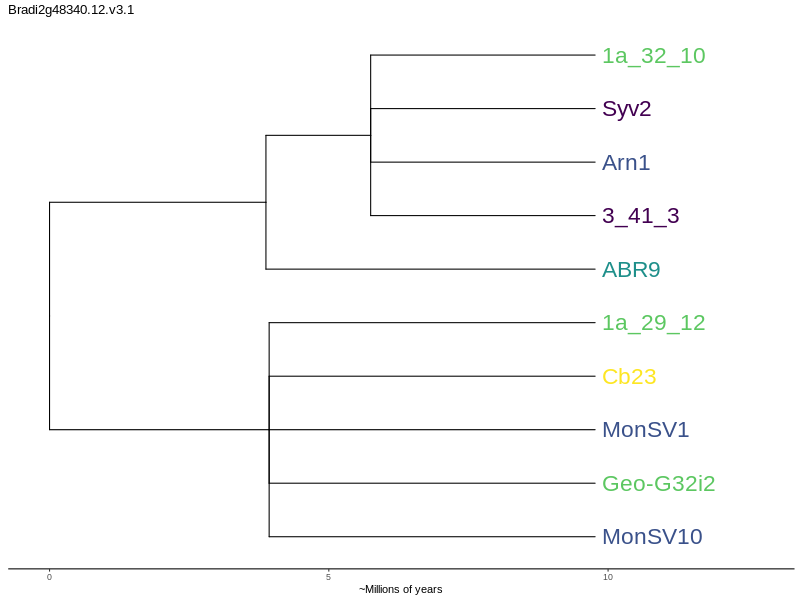 Bradi2g48340.12.v3.1
1a_32_10
Syv2
Arn1
3_41_3
ABR9
1a_29_12
Cb23
MonSV1
Geo-G32i2
MonSV10
0 5 10
~Millions of years